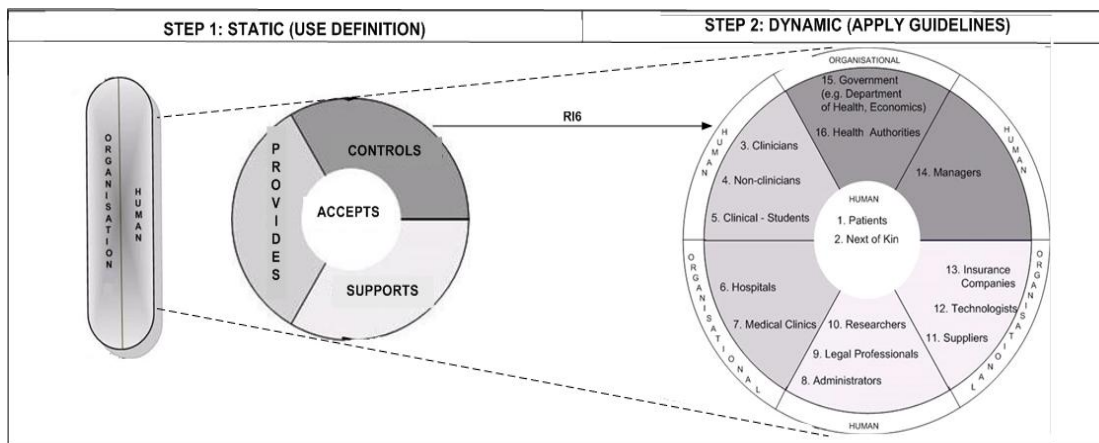 STEP 1: STATIC (USE DEFINITION)
STEP 2: DYNAMIC (APPLY GUIDELINES)
ORGANISATION
HUMAN
PROVIDES
CONTROLS
ACCEPTS
SUPPORTS
RI6
ORGANISATIONAL
15. Government
(e.g. Department
of Health, Economics)
16. Health Authorities
HUMAN
3. Clinicians
4. Non-clinicians
5. Clinical - Students
HUMAN
14. Managers
HUMAN
1. Patients
2. Next of Kin
ORGANISATIONAL
6. Hospitals
7. Medical Clinics
10. Researchers
9. Legal Professionals
8. Administrators
HUMAN
13. Insurance
Companies
12. Technologists
11. Suppliers
ORGANISATIONAL